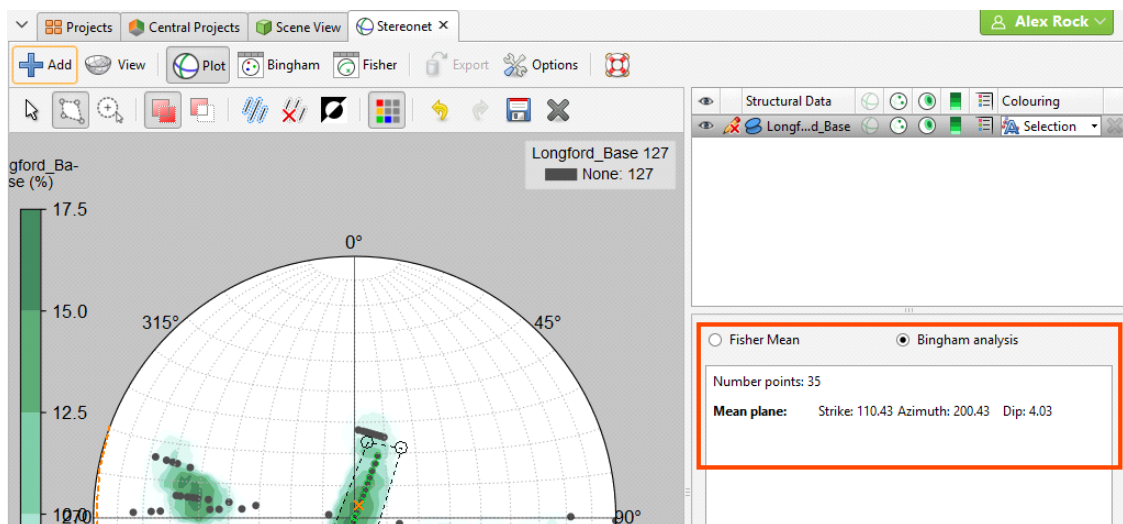 Projects Central Projects Scene View Stereonet Alex Rock
Add View Plot Bingham Fisher Export Options
Structural Data Colouring
Longf...d_Base Selection
gford_Ba-
se (%)
Longford_Base 127
None: 127
17.5
15.0
12.5
0°
315°
45°
270°
90°
Fisher Mean Bingham analysis
Number points: 35
Mean plane: Strike: 110.43 Azimuth: 200.43 Dip: 4.03